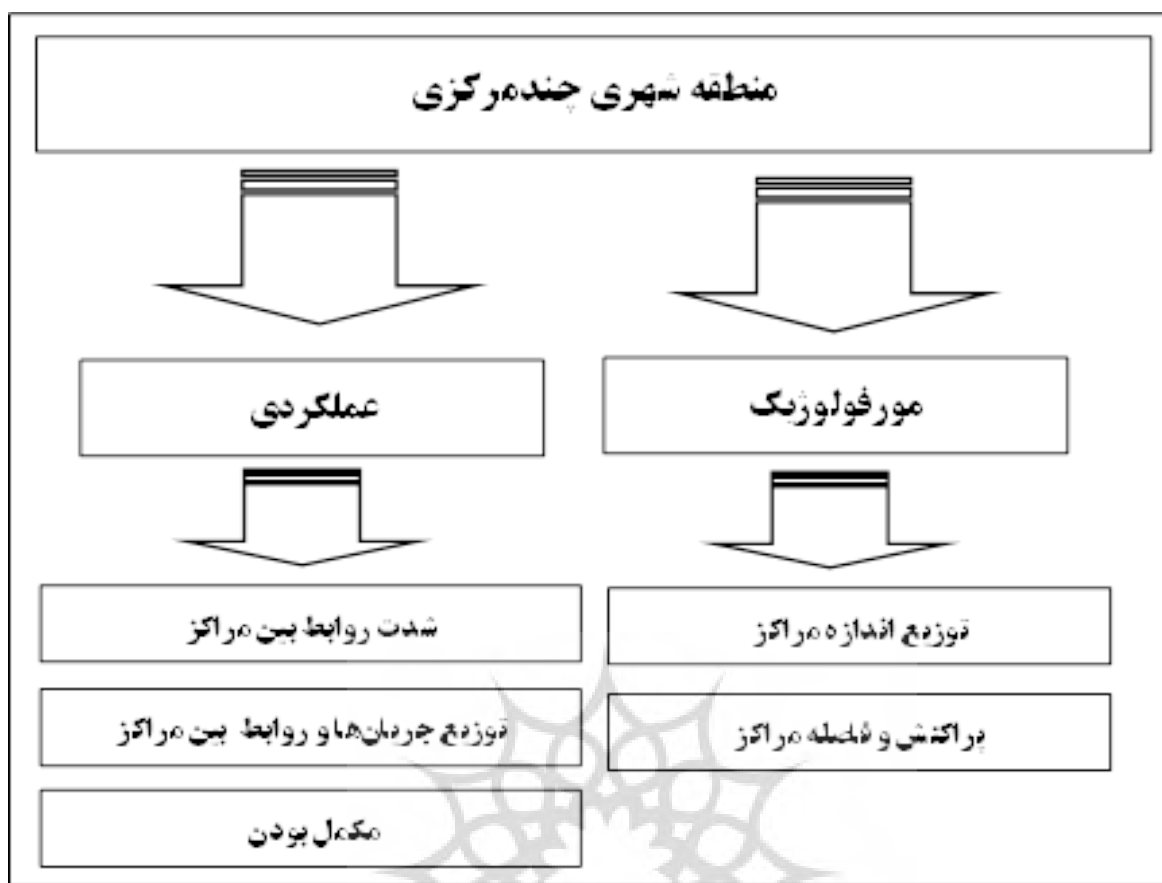 منطقه شهری چندمرکزی
مورفولوژیک
عملکردی
توزیع اندازه مراکز
شدت روابط بین مراکز
پراکنش و فاصله مراکز
توزیع جریان‌ها و روابط بین مراکز
مکمل بودن